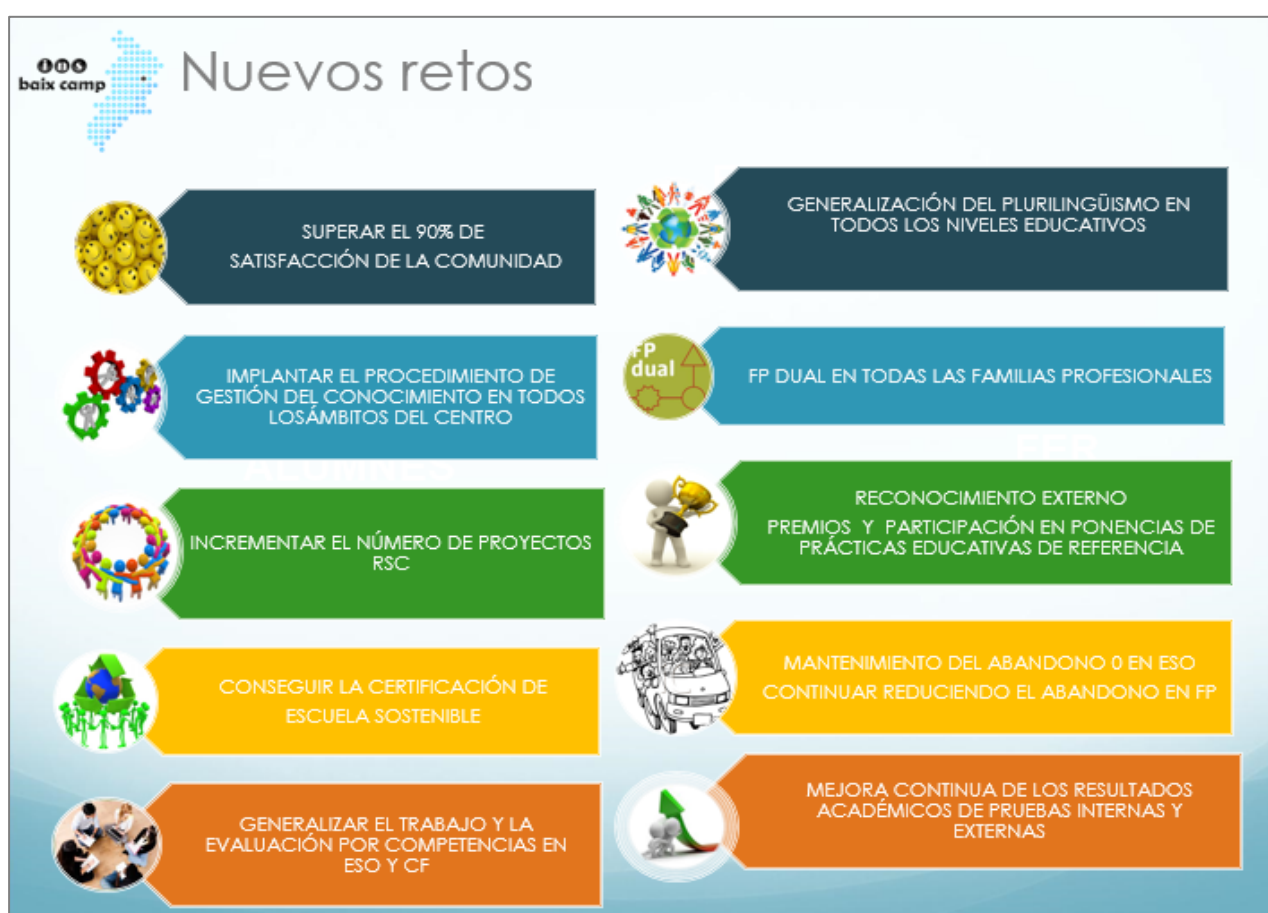 baix camp
Nuevos retos
SUPERAR EL 90% DE
SATISFACCIÓN DE LA COMUNIDAD
IMPLANTAR EL PROCEDIMIENTO DE
GESTIÓN DEL CONOCIMIENTO EN TODOS
LOSÁMBITOS DEL CENTRO
ALUMNES
INCREMENTAR EL NÚMERO DE PROYECTOS
RSC
CONSEGUIR LA CERTIFICACIÓN DE
ESCUELA SOSTENIBLE
GENERALIZAR EL TRABAJO Y LA
EVALUACIÓN POR COMPETENCIAS EN
ESO Y CF
GENERALIZACIÓN DEL PLURILINGÜISMO EN
TODOS LOS NIVELES EDUCATIVOS
FP
dual
FP DUAL EN TODAS LAS FAMILIAS PROFESIONALES
RECONOCIMIENTO EXTERNO
PREMIOS Y PARTICIPACIÓN EN PONENCIAS DE
PRÁCTICAS EDUCATIVAS DE REFERENCIA
MANTENIMIENTO DEL ABANDONO 0 EN ESO
CONTINUAR REDUCIENDO EL ABANDONO EN FP
MEJORA CONTINUA DE LOS RESULTADOS
ACADÉMICOS DE PRUEBAS INTERNAS Y
EXTERNAS